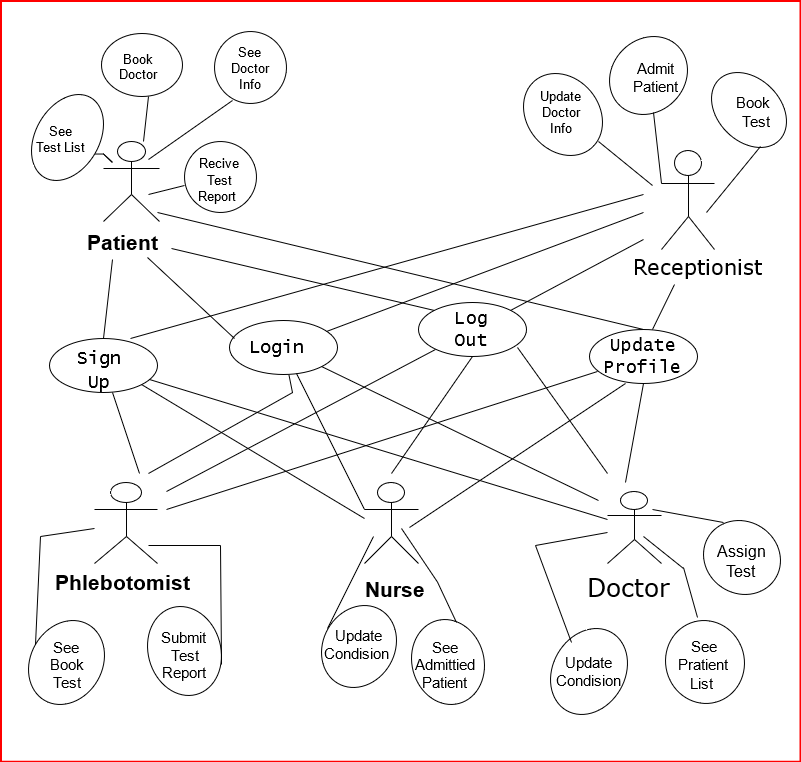 Book
Doctor
See
Doctor
Info
See
Test List
Recive
Test
Report
Patient
Update
Doctor
Info
Admit
Patient
Book
Test
Receptionist
Sign
Up
Login
Log
Out
Update
Profile
Phlebotomist
See
Book
Test
Submit
Test
Report
Nurse
Update
Condision
See
Admittied
Patient
Doctor
Assign
Test
Update
Condision
See
Pratient
List